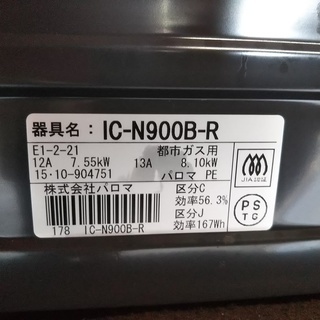 器具名：IC-N900B-R
E1-2-21 都市ガス用
12A 7.55kW 13A 8.10kW
15・10-904751 パロマ PE
株式会社パロマ 区分C
効率56.3%
区分J
効率167Wh
178 IC-N900B-R
JIA認証
PS
TG